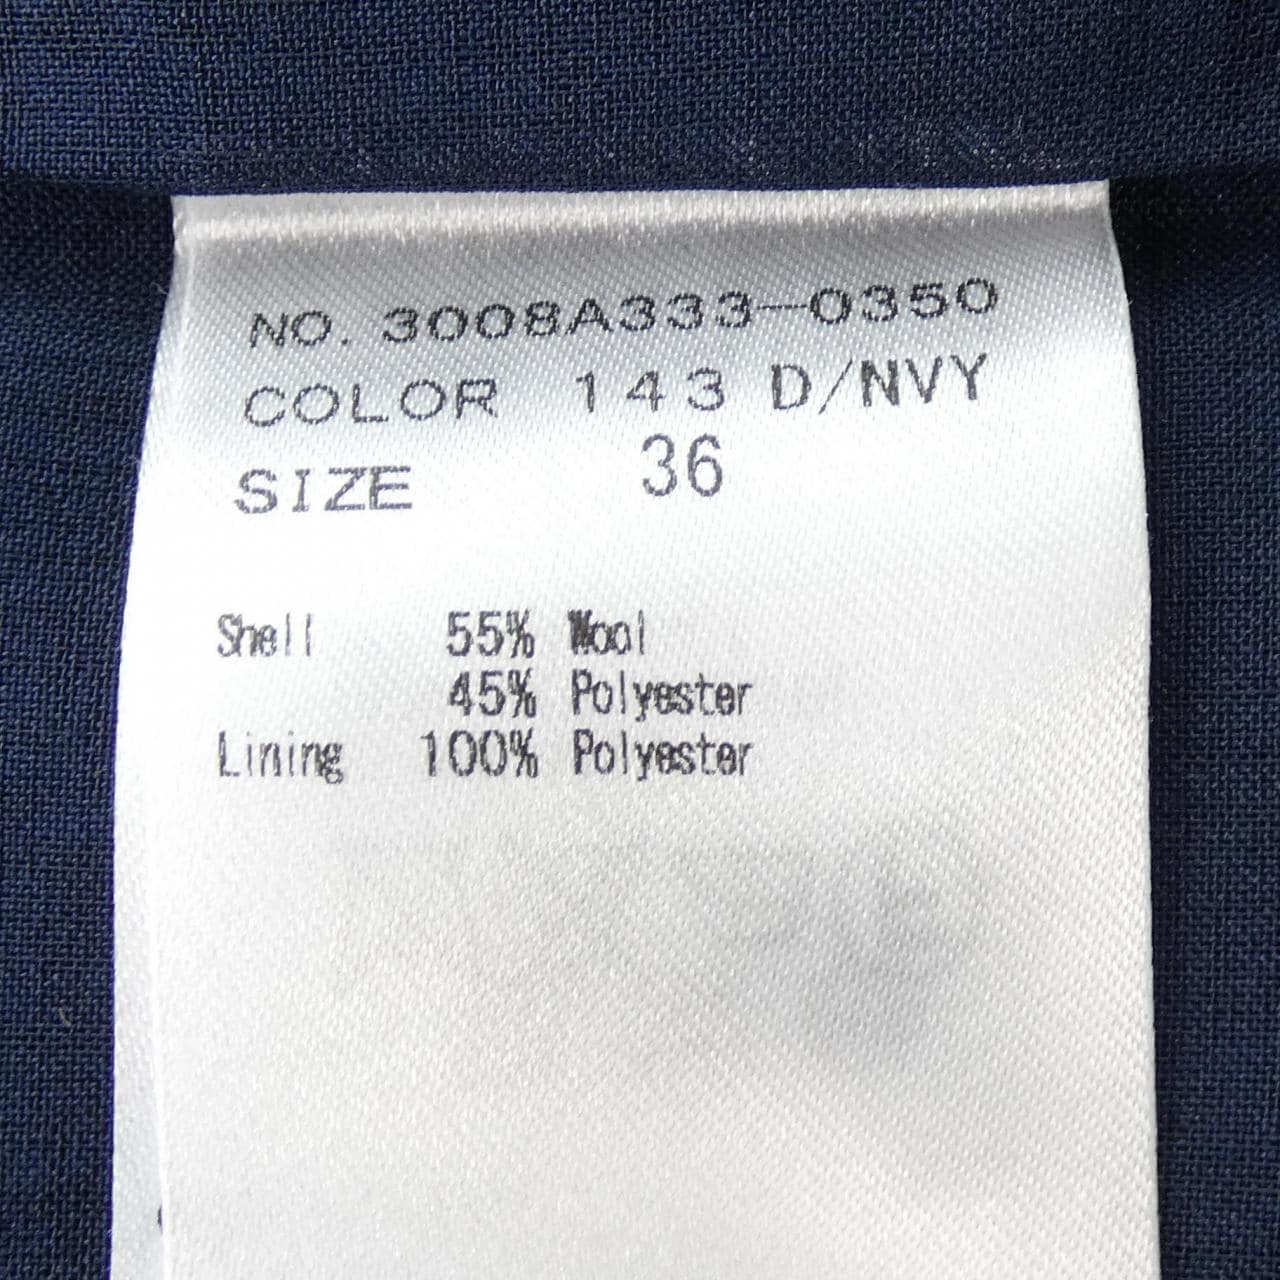 NO. 3008A333-0350
COLOR 143 D/NVY
SIZE 36
Shell 55% Wool
45% Polyester
Lining 100% Polyester